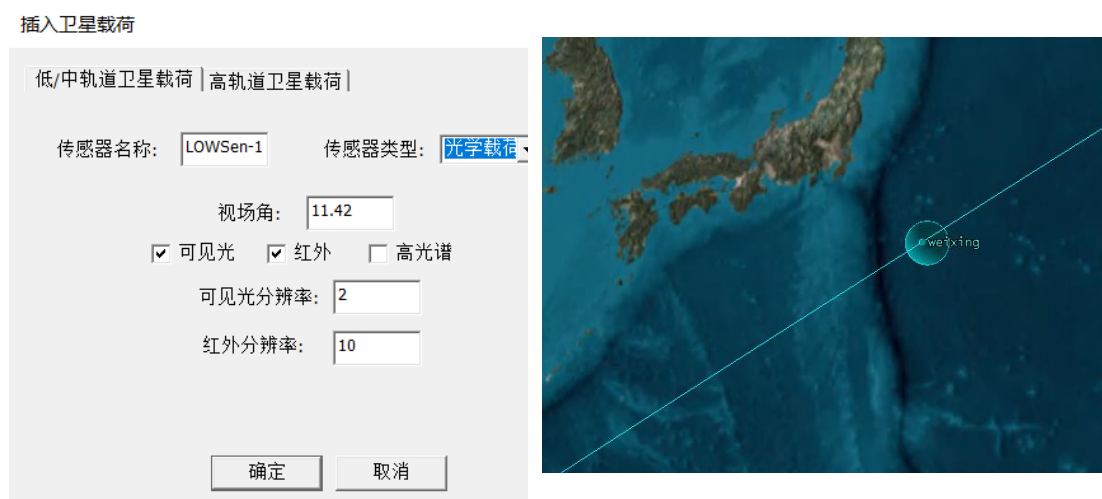 插入卫星载荷
低/中轨道卫星载荷 高轨道卫星载荷
传感器名称: LOWSen-1 传感器类型: 光学载荷
视场角: 11.42
可见光 红外 高光谱
可见光分辨率: 2
红外分辨率: 10
确定 取消
weixing